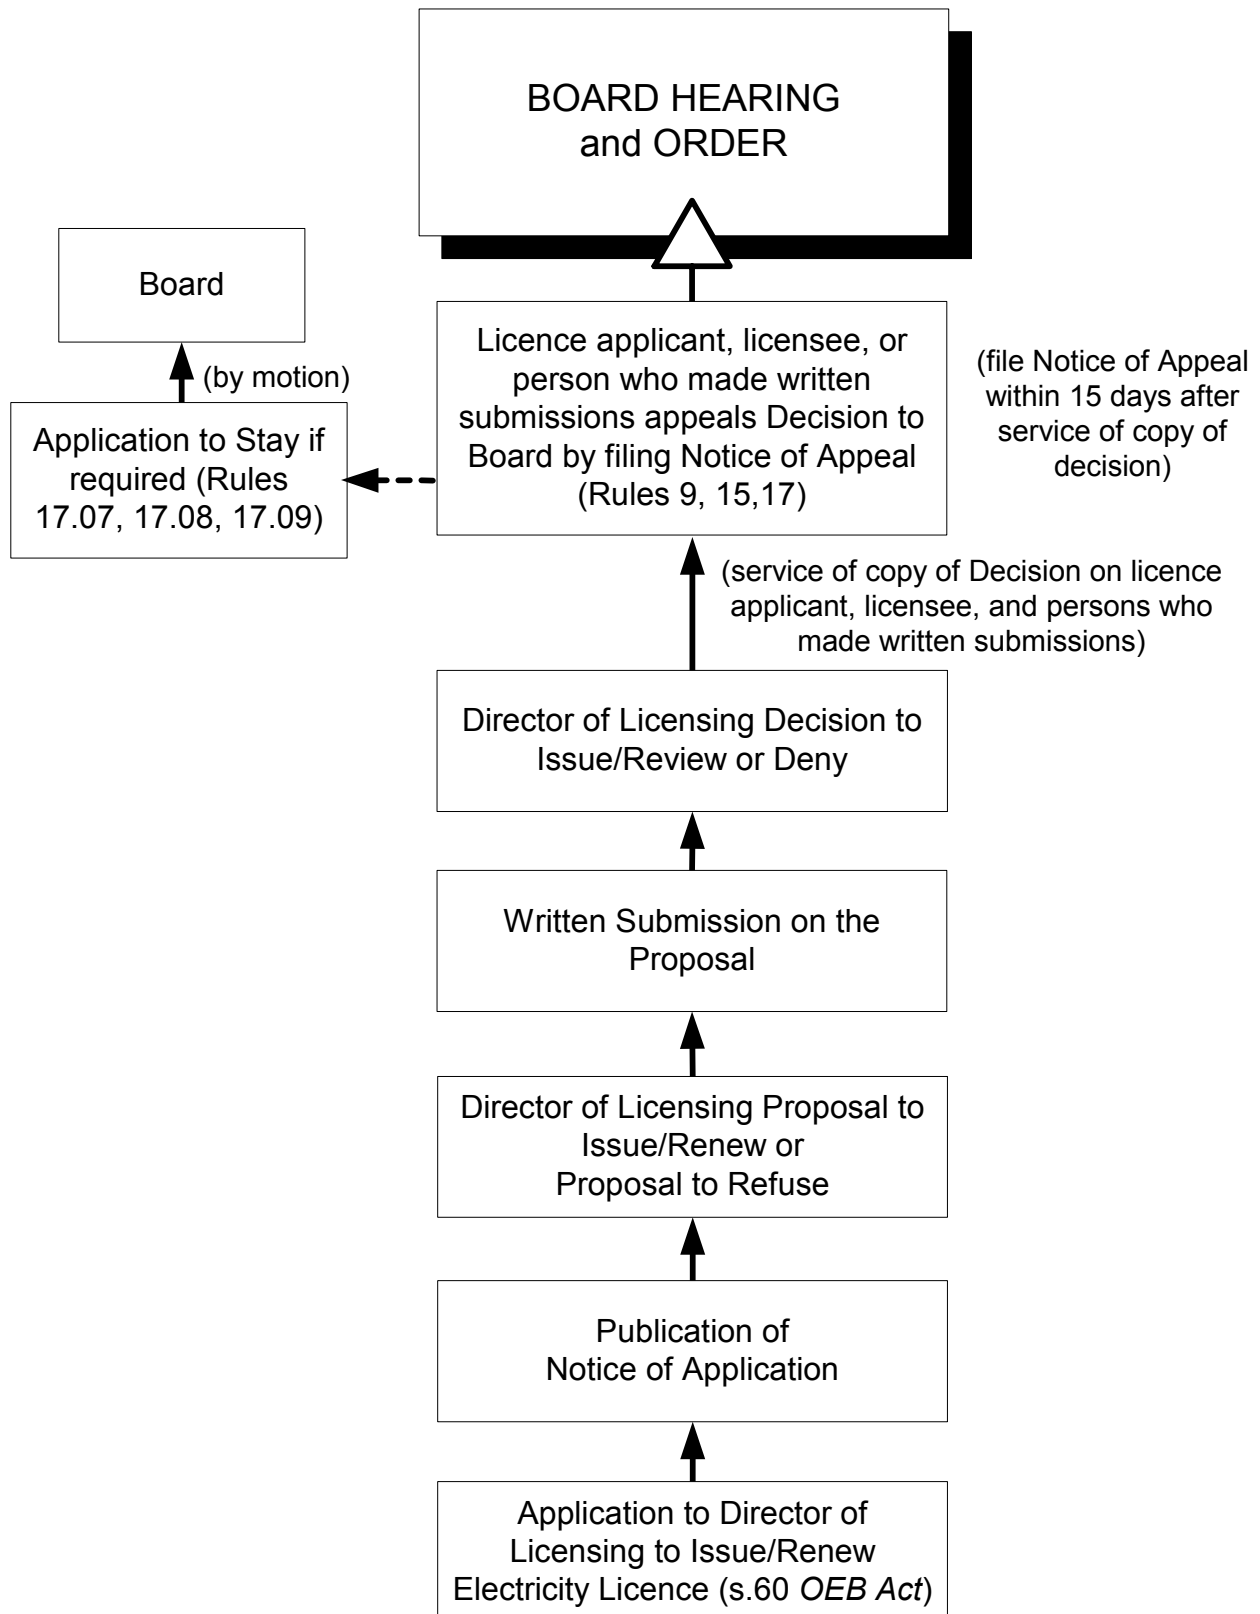 BOARD HEARING
and ORDER
Board
(by motion)
Application to Stay if
required (Rules
17.07, 17.08, 17.09)
Licence applicant, licensee, or
person who made written
submissions appeals Decision to
Board by filing Notice of Appeal
(Rules 9, 15,17)
(file Notice of Appeal
within 15 days after
service of copy of
decision)
(service of copy of Decision on licence
applicant, licensee, and persons who
made written submissions)
Director of Licensing Decision to
Issue/Review or Deny
Written Submission on the
Proposal
Director of Licensing Proposal to
Issue/Renew or
Proposal to Refuse
Publication of
Notice of Application
Application to Director of
Licensing to Issue/Renew
Electricity Licence (s.60 OEB Act)